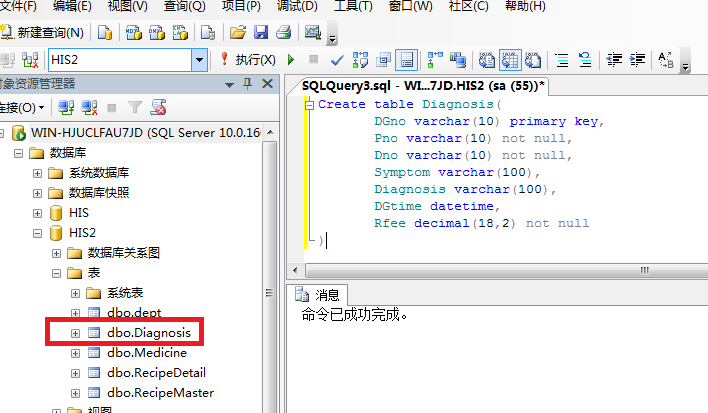 文件(F) 编辑(E) 视图(V) 查询(Q) 项目(P) 调试(D) 工具(T) 窗口(W) 社区(C) 帮助(H)
新建查询(N)
HIS2 执行(X)
对象资源管理器
连接(O)
WIN-HJUCLFAU7JD (SQL Server 10.0.160
数据库
系统数据库
数据库快照
HIS
HIS2
数据库关系图
表
系统表
dbo.dept
dbo.Diagnosis
dbo.Medicine
dbo.RecipeDetail
dbo.RecipeMaster
视图
SQLQuery3.sql - WI...7JD.HIS2 (sa (55))*
Create table Diagnosis(
DGno varchar(10) primary key,
Pno varchar(10) not null,
Dno varchar(10) not null,
Symptom varchar(100),
Diagnosis varchar(100),
DGtime datetime,
Rfee decimal(18,2) not null
)
消息
命令已成功完成。